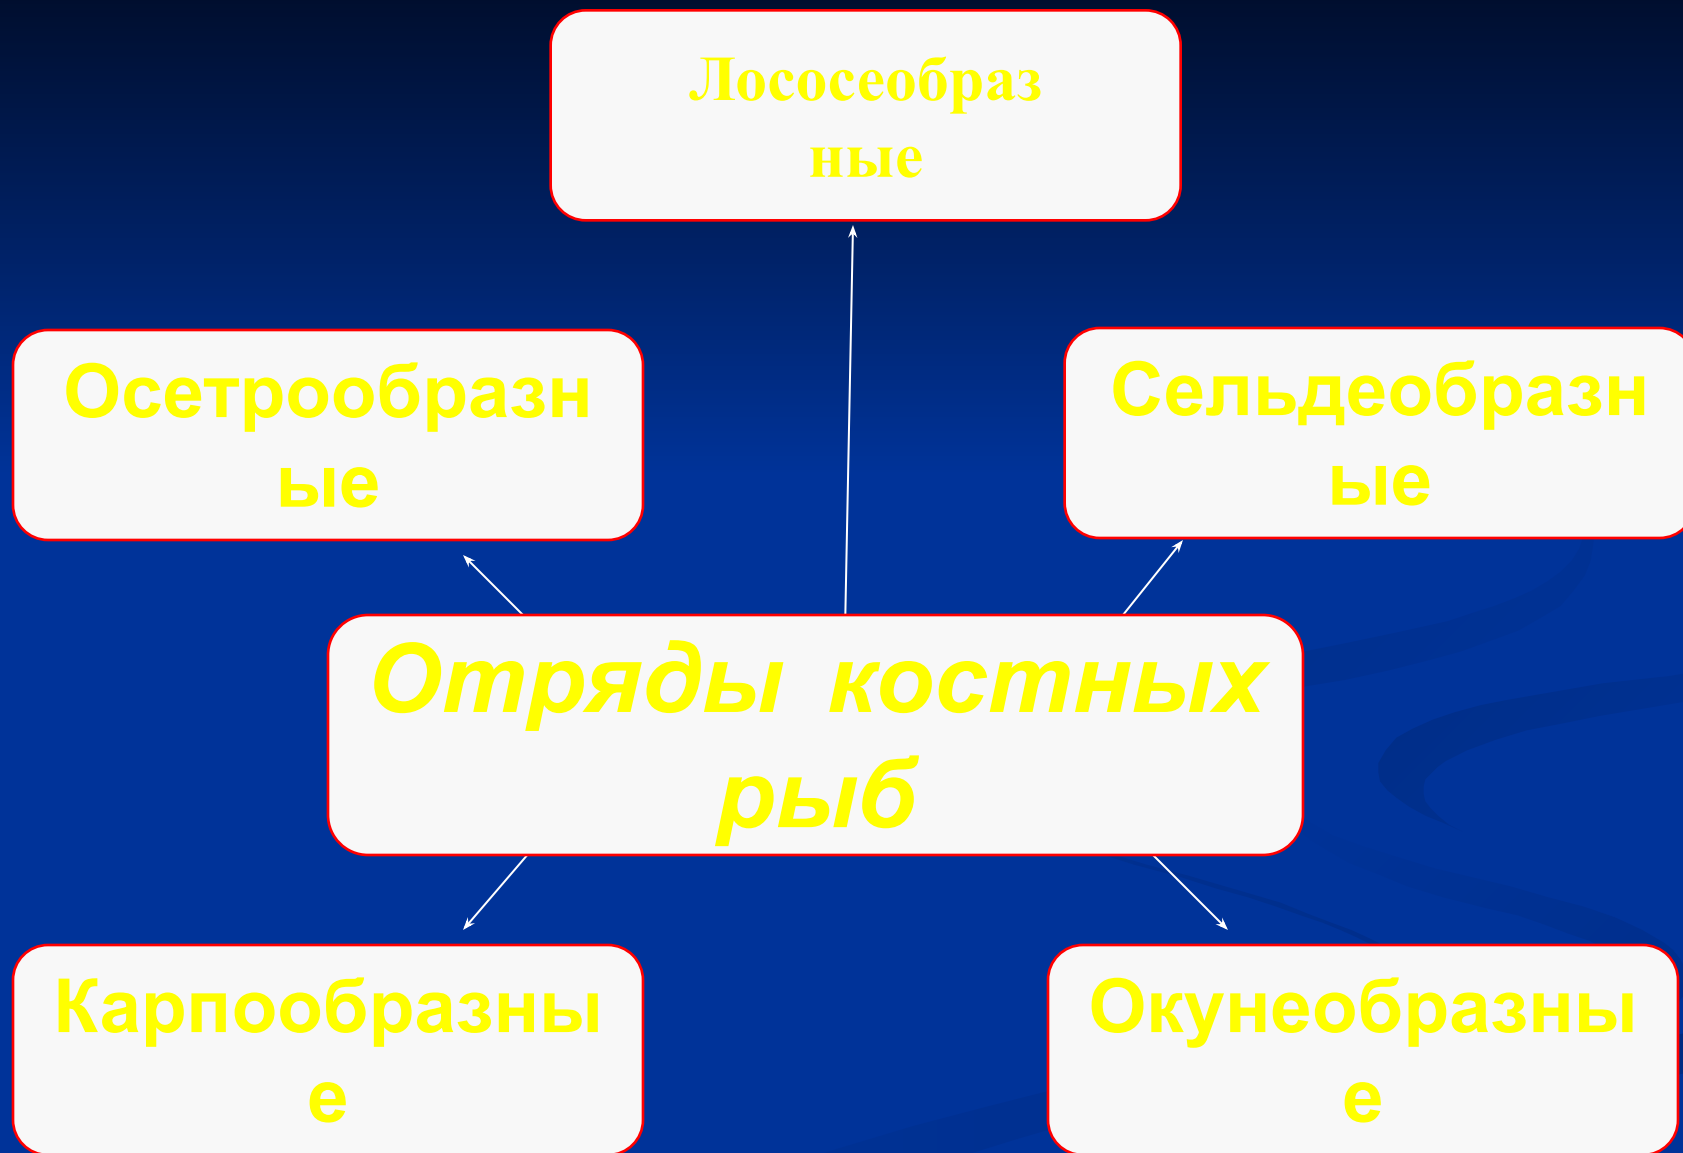 Лососеобраз
ные
Осетрообразн
ые
Сельдеобразн
ые
Отряды костных
рыб
Карпообразны
е
Окунеобразны
е